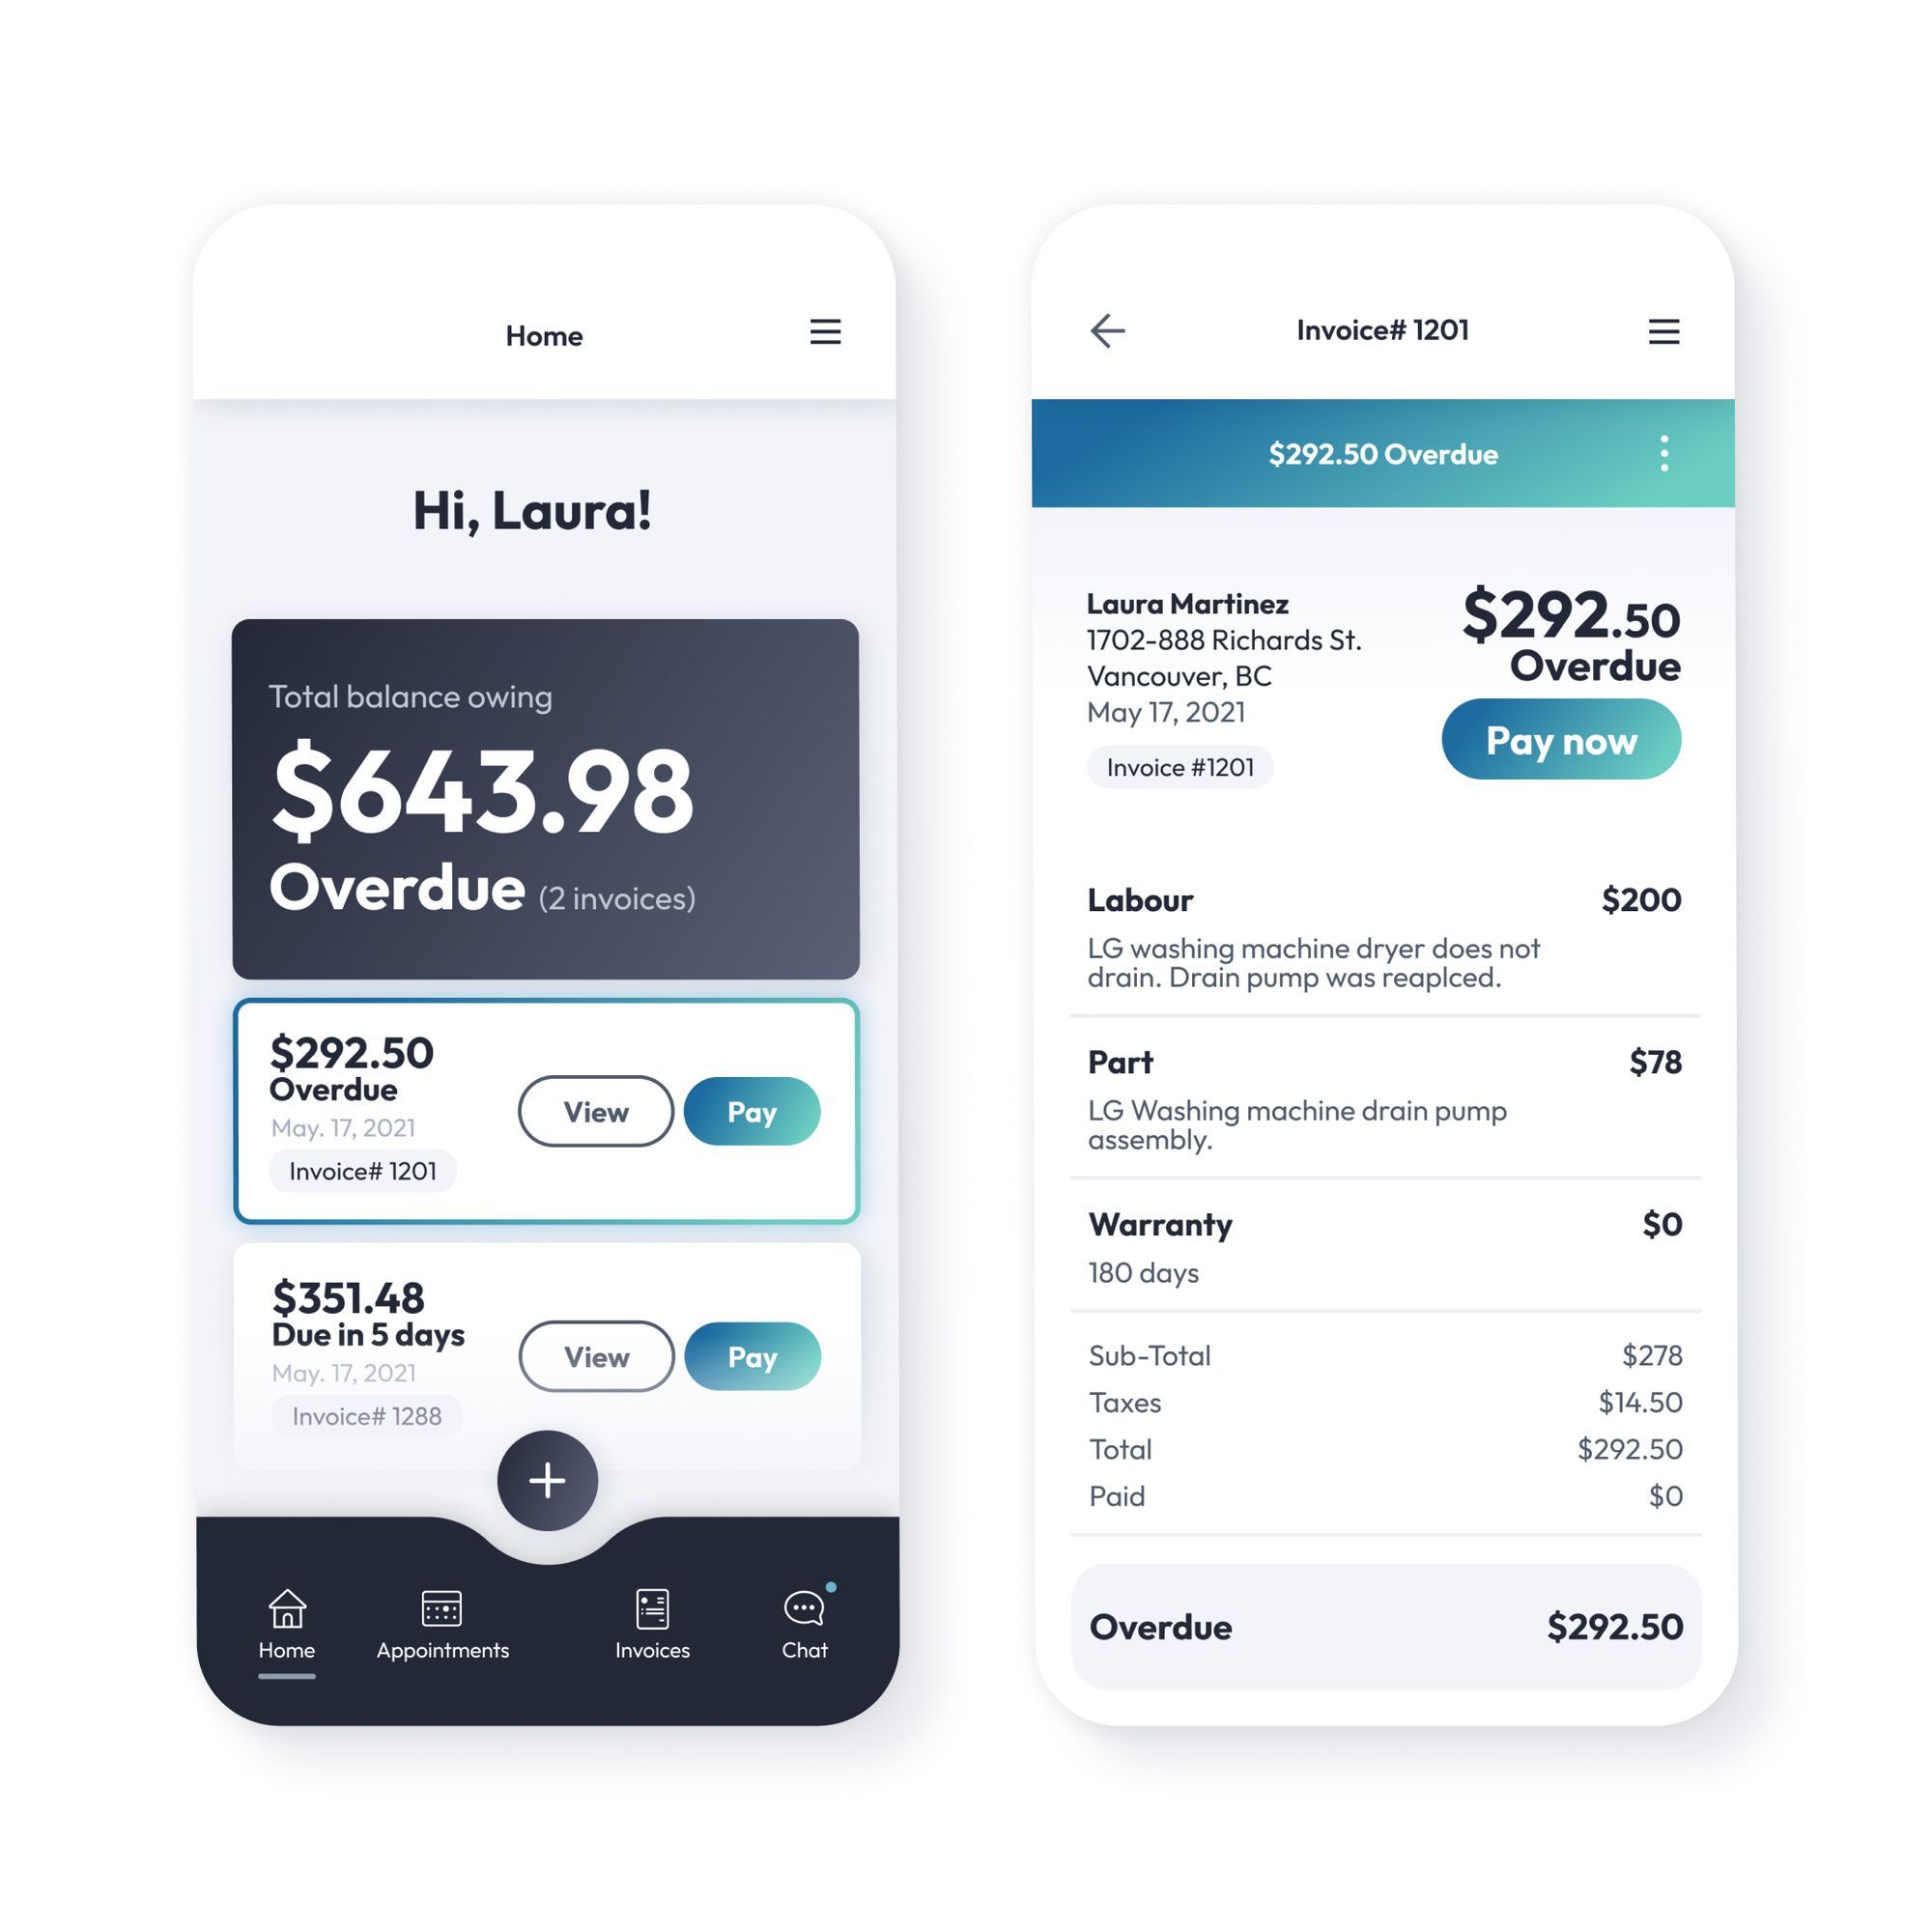 Home
Hi, Laura!
Total balance owing
$643.98
Overdue (2 invoices)
$292.50
Overdue
May. 17, 2021
Invoice# 1201
View
Pay
$351.48
Due in 5 days
May. 17, 2021
Invoice# 1288
View
Pay
Home
Appointments
Invoices
Chat
Invoice# 1201
$292.50 Overdue
Laura Martinez
1702-888 Richards St.
Vancouver, BC
May 17, 2021
Invoice #1201
$292.50
Overdue
Pay now
Labour $200
LG washing machine dryer does not
drain. Drain pump was reaplced.
Part $78
LG Washing machine drain pump
assembly.
Warranty $0
180 days
Sub-Total $278
Taxes $14.50
Total $292.50
Paid $0
Overdue $292.50